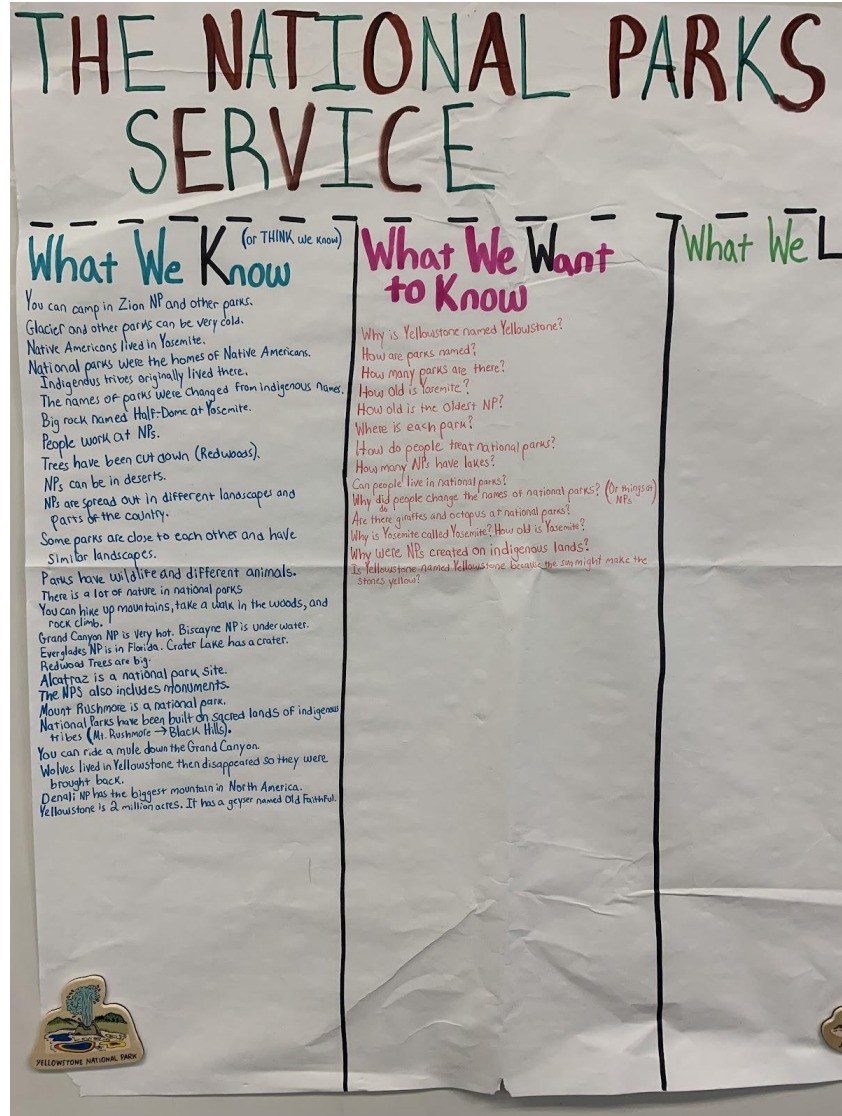 THE NATIONAL PARKS
SERVICE
What We Know
(or THINK we know)
You can camp in Zion NP and other parks.
Glacier and other parks can be very cold.
Native Americans lived in Yosemite.
National parks were the homes of Native Americans.
Indigenous tribes originally lived there.
The names of parks were changed from indigenous names.
Big rock named Half-Dome at Yosemite.
People work at NPs.
Trees have been cut down (Redwoods).
NPs can be in deserts.
NPs are spread out in different landscapes and
parts of the country.
Some parks are close to each other and have
similar landscapes.
Parks have wildlife and different animals.
There is a lot of nature in national parks
You can hike up mountains, take a walk in the woods, and
rock climb.
Grand Canyon NP is very hot. Biscayne NP is under water.
Everglades NP is in Florida. Crater Lake has a crater.
Redwood Trees are big.
Alcatraz is a national park site.
The NPS also includes monuments.
Mount Rushmore is a national park.
National Parks have been built on sacred lands of indigenous
tribes (Mt. Rushmore → Black Hills).
You can ride a mule down the Grand Canyon.
Wolves lived in Yellowstone then disappeared so they were
brought back.
Denali NP has the biggest mountain in North America.
Yellowstone is 2 million acres. It has a geyser named Old Faithful.
YELLOWSTONE NATIONAL PARK
What We Want
to Know
Why is Yellowstone named Yellowstone?
How are parks named?
How many parks are there?
How old is Yosemite?
How old is the oldest NP?
Where is each park?
How do people treat national parks?
How many NPs have lakes?
Can people live in national parks?
Why did people change the names of national parks? (Or things at
do
NPs)
Are there giraffes and octopus at national parks?
Why is Yosemite called Yosemite? How old is Yosemite?
Why were NPs created on indigenous lands?
Is Yellowstone named Yellowstone because the sun might make the
stones yellow?
What We L